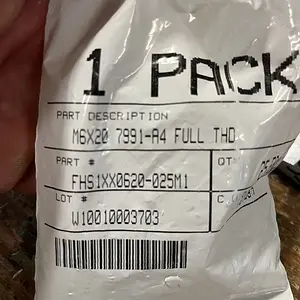 1 PACK
PART DESCRIPTION
M6X20 7991-A4 FULL THD
PART #
QT
FHS1XX0620-025M1
LOT #
W10010003703